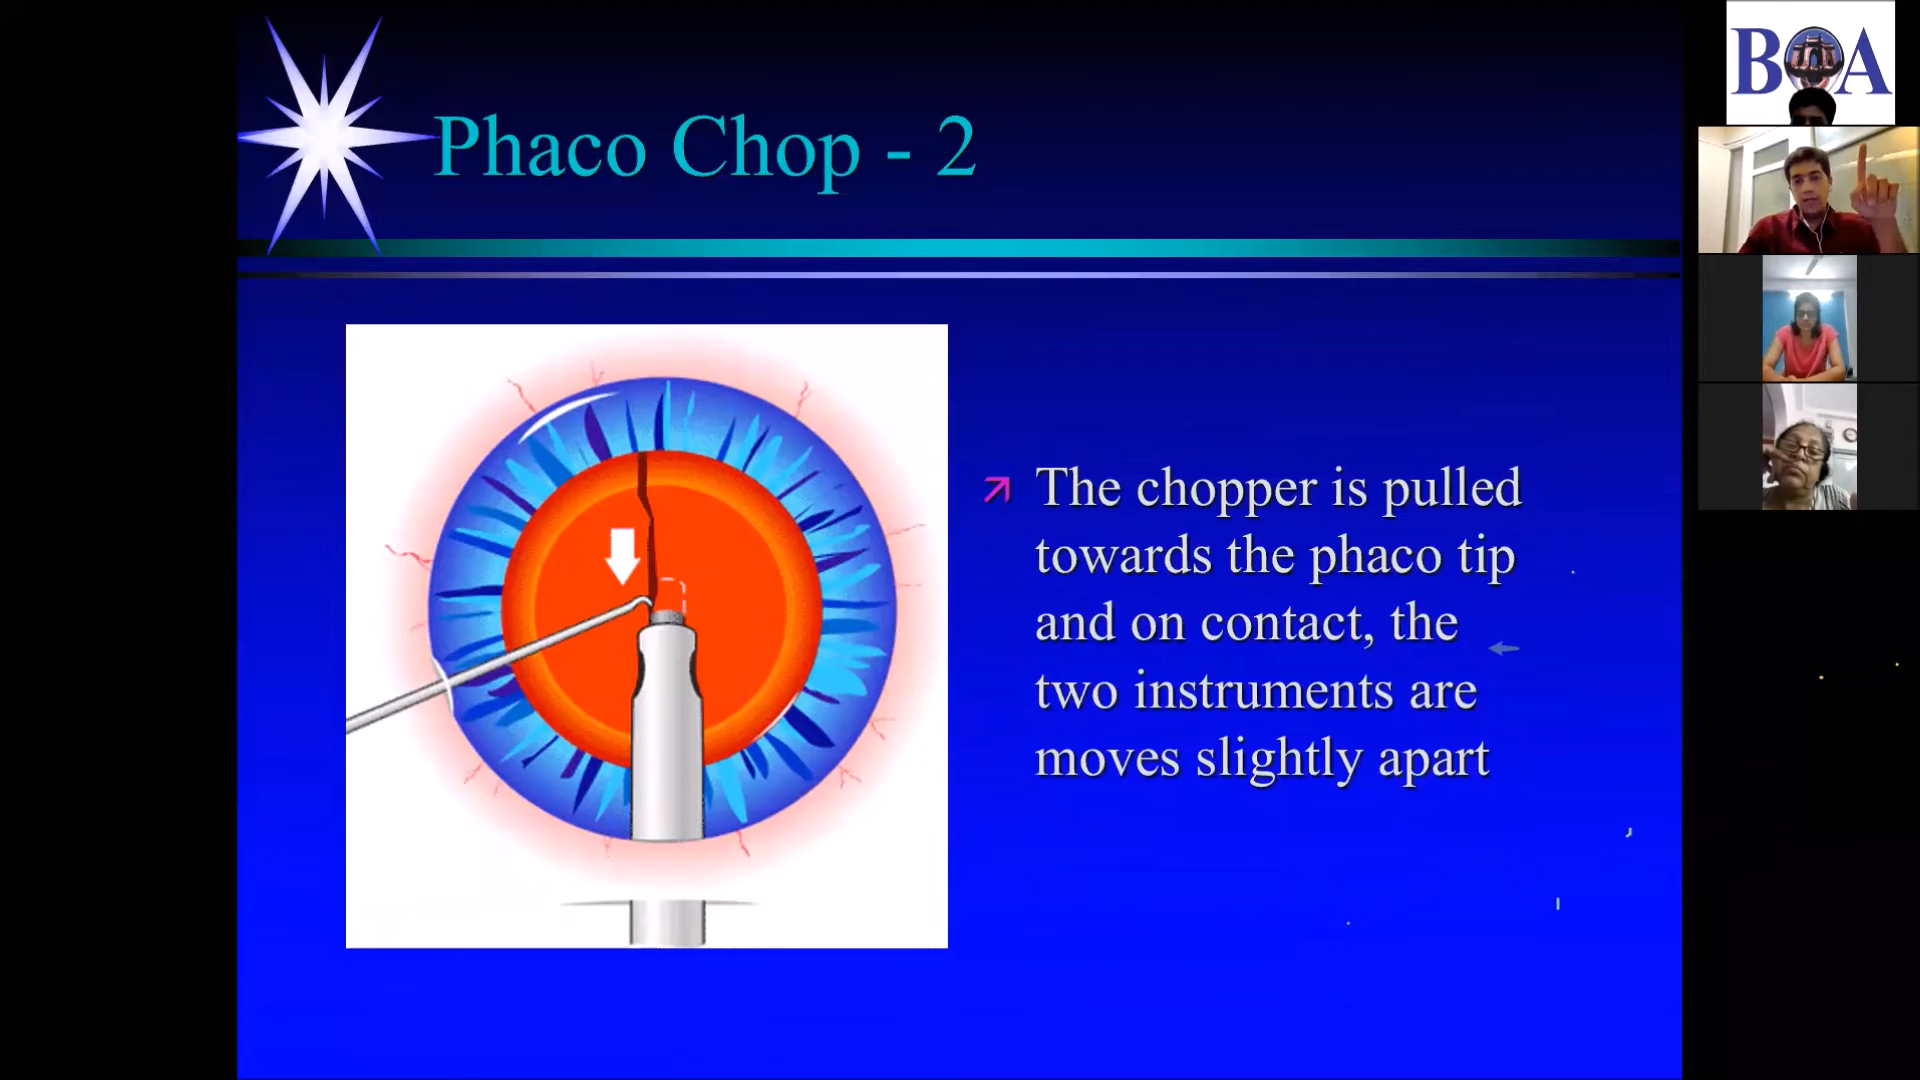 BOA
Phaco Chop - 2
The chopper is pulled
towards the phaco tip
and on contact, the
two instruments are
moves slightly apart